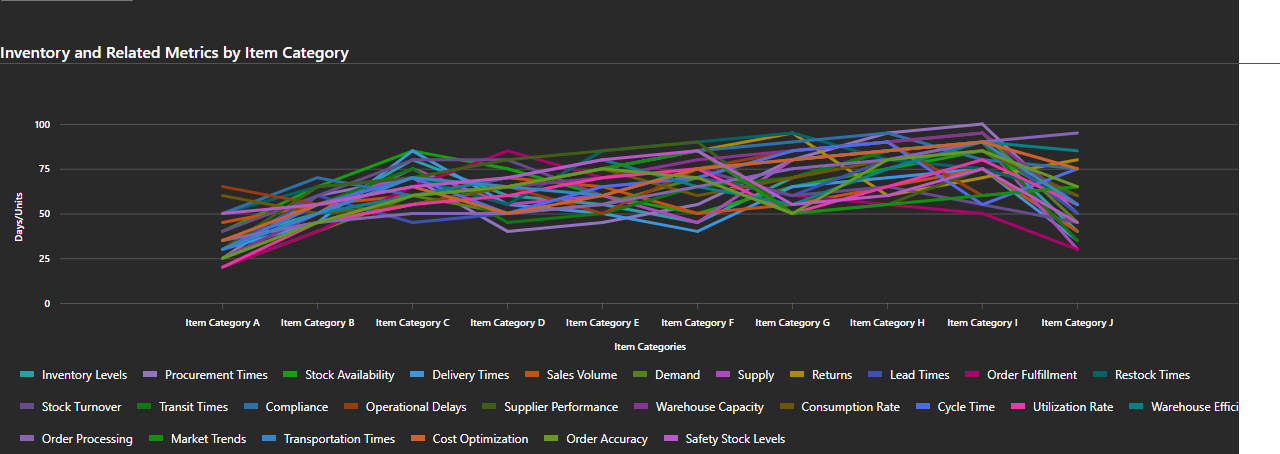 Inventory and Related Metrics by Item Category
100
75
50
25
0
Days/Units
Item Category A Item Category B Item Category C Item Category D Item Category E Item Category F Item Category G Item Category H Item Category I Item Category J
Item Categories
Inventory Levels Procurement Times Stock Availability Delivery Times Sales Volume Demand Supply Returns Lead Times Order Fulfillment Restock Times
Stock Turnover Transit Times Compliance Operational Delays Supplier Performance Warehouse Capacity Consumption Rate Cycle Time Utilization Rate Warehouse Effici
Order Processing Market Trends Transportation Times Cost Optimization Order Accuracy Safety Stock Levels